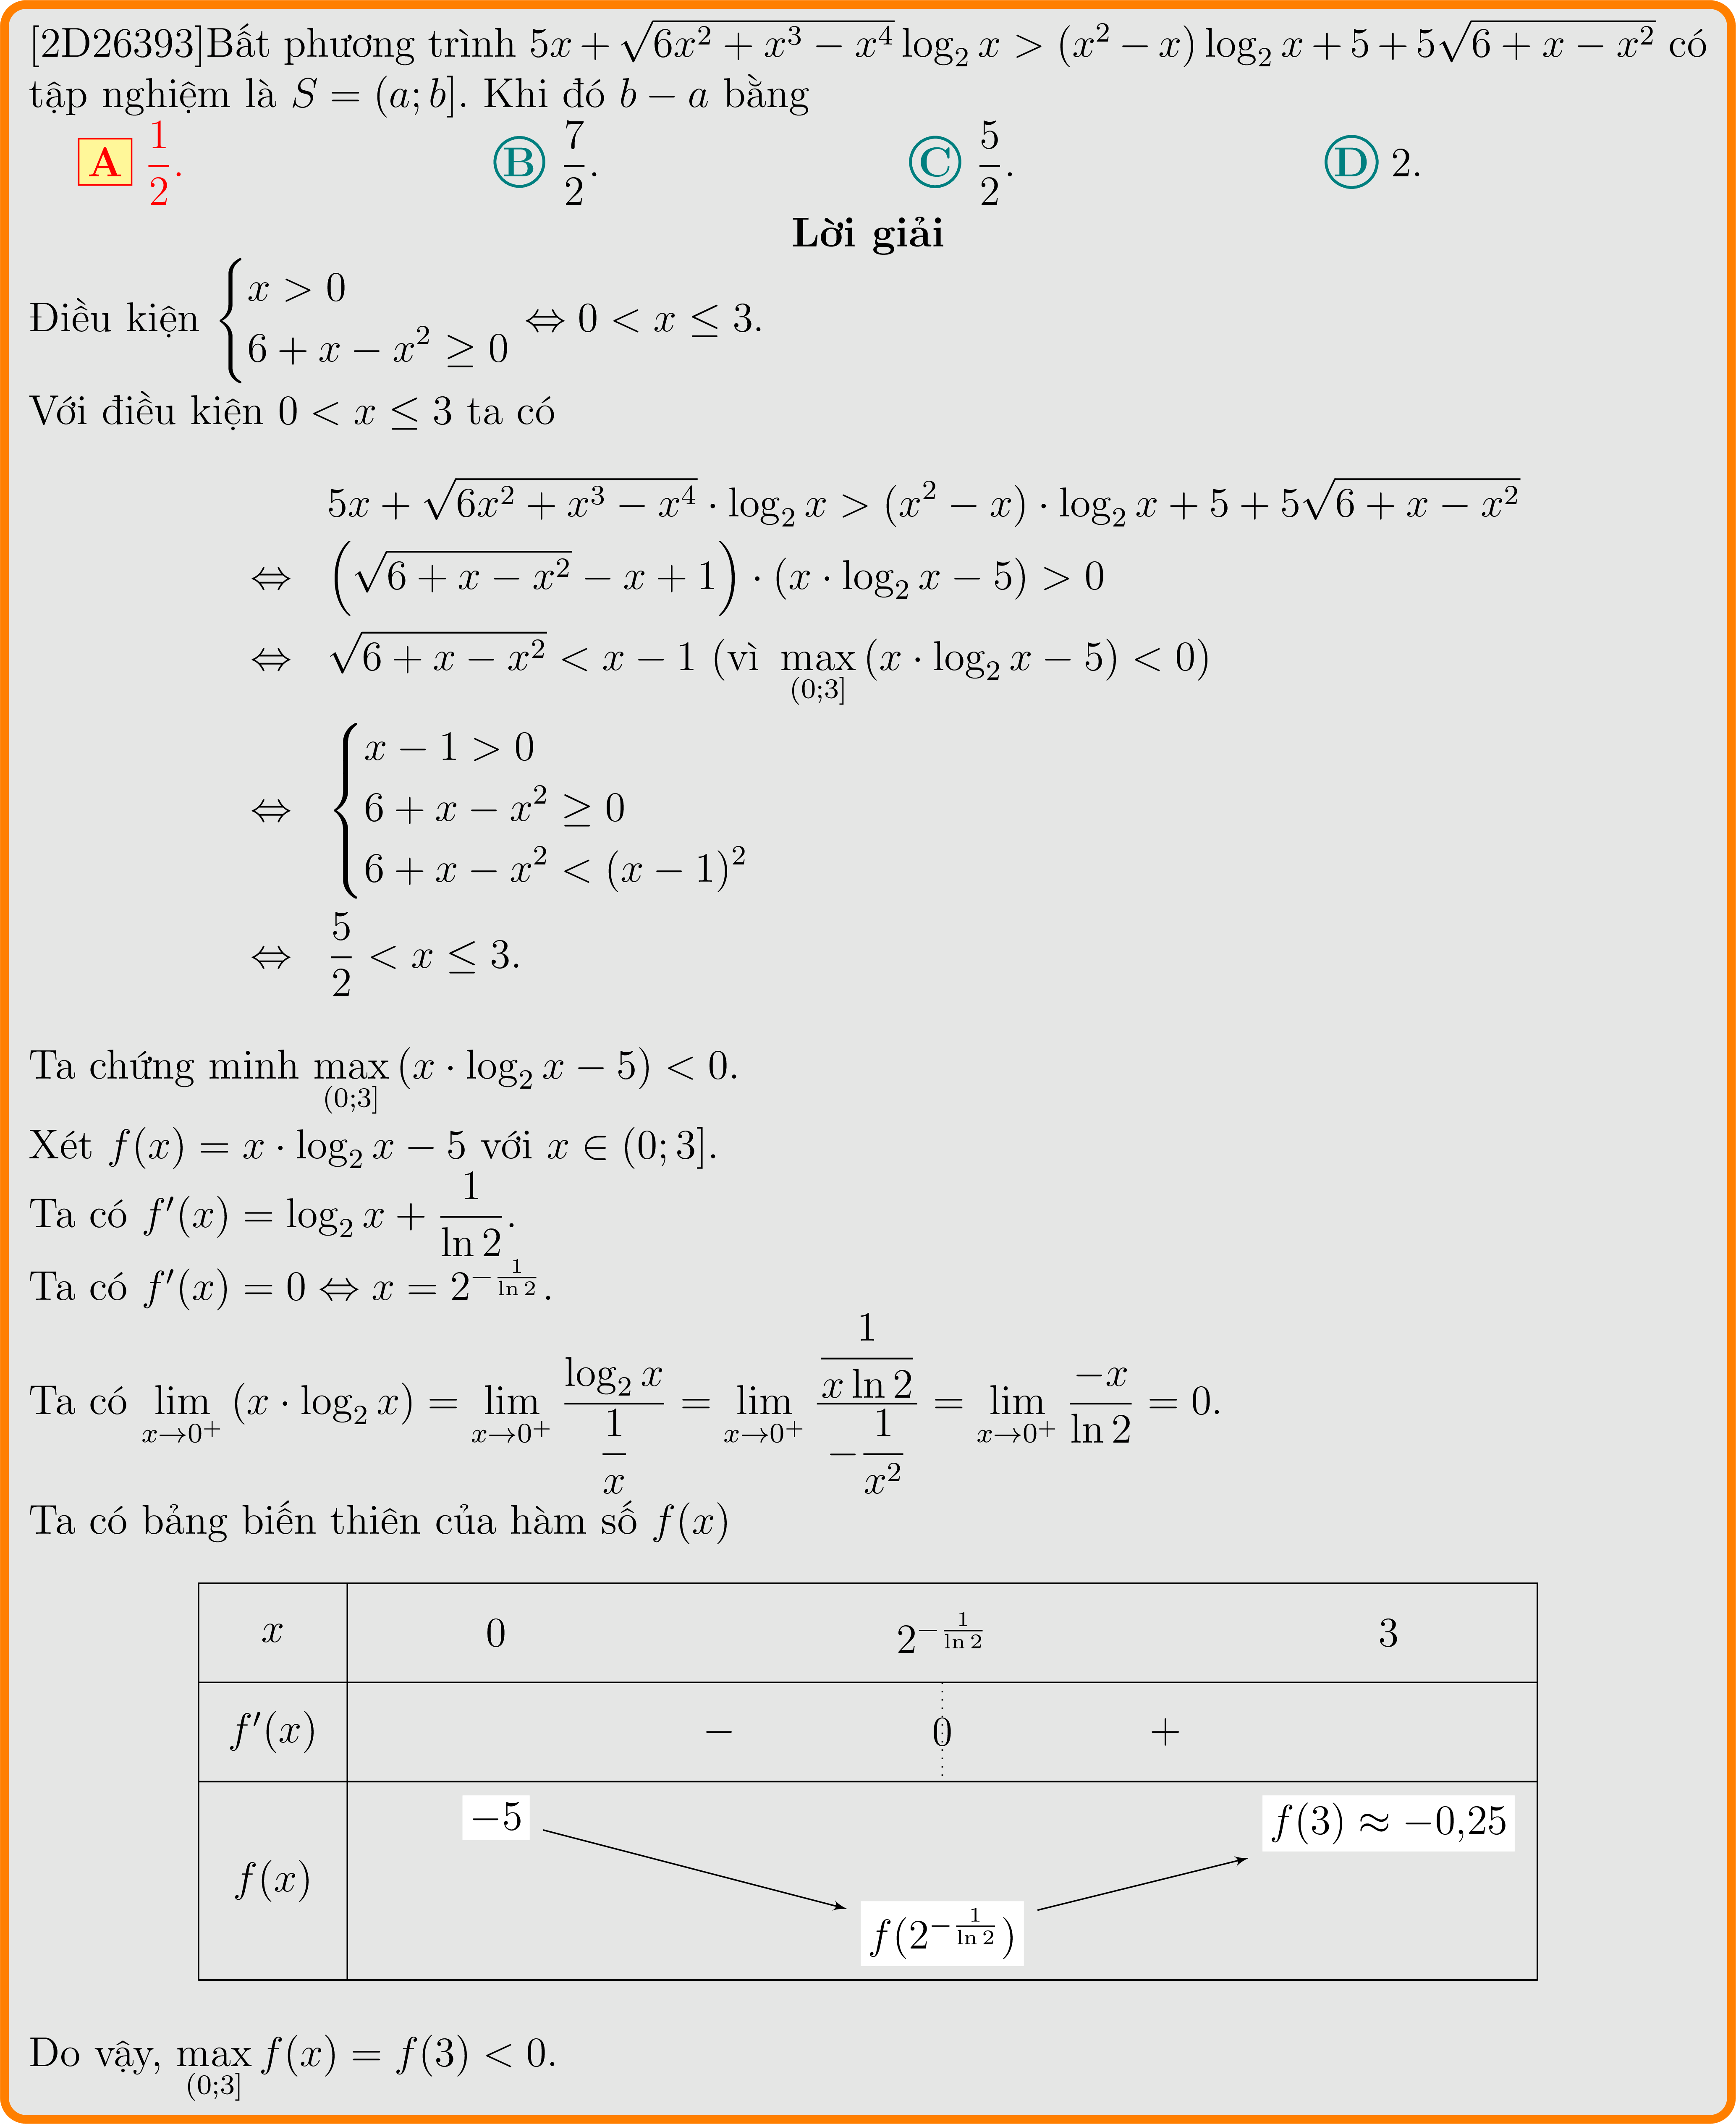 [2D26393]Bất phương trình $5x + \sqrt{6x^2 + x^3 - x^4} \log_2 x > (x^2 - x) \log_2 x + 5 + 5\sqrt{6 + x - x^2}$ có
tập nghiệm là $S = (a; b]$. Khi đó $b - a$ bằng
A $\dfrac{1}{2}$. B $\dfrac{7}{2}$. C $\dfrac{5}{2}$. D 2.
Lời giải
Điều kiện $\begin{cases} x > 0 \\ 6 + x - x^2 \geq 0 \end{cases} \Leftrightarrow 0 < x \leq 3.$
Với điều kiện $0 < x \leq 3$ ta có
$5x + \sqrt{6x^2 + x^3 - x^4} \cdot \log_2 x > (x^2 - x) \cdot \log_2 x + 5 + 5\sqrt{6 + x - x^2}$
$\Leftrightarrow \left(\sqrt{6 + x - x^2} - x + 1\right) \cdot (x \cdot \log_2 x - 5) > 0$
$\Leftrightarrow \sqrt{6 + x - x^2} < x - 1$ (vì $\max\limits_{(0;3]} (x \cdot \log_2 x - 5) < 0$)
$\Leftrightarrow \begin{cases} x - 1 > 0 \\ 6 + x - x^2 \geq 0 \\ 6 + x - x^2 < (x - 1)^2 \end{cases}$
$\Leftrightarrow \dfrac{5}{2} < x \leq 3.$
Ta chứng minh $\max\limits_{(0;3]} (x \cdot \log_2 x - 5) < 0.$
Xét $f(x) = x \cdot \log_2 x - 5$ với $x \in (0; 3]$.
Ta có $f'(x) = \log_2 x + \dfrac{1}{\ln 2}.$
Ta có $f'(x) = 0 \Leftrightarrow x = 2^{-\frac{1}{\ln 2}}.$
Ta có $\lim\limits_{x \to 0^+} (x \cdot \log_2 x) = \lim\limits_{x \to 0^+} \dfrac{\log_2 x}{\dfrac{1}{x}} = \lim\limits_{x \to 0^+} \dfrac{\dfrac{1}{x \ln 2}}{-\dfrac{1}{x^2}} = \lim\limits_{x \to 0^+} \dfrac{-x}{\ln 2} = 0.$
Ta có bảng biến thiên của hàm số $f(x)$
$x$ 0 $2^{-\frac{1}{\ln 2}}$ 3
$f'(x)$ − 0 +
$f(x)$ −5 $f(2^{-\frac{1}{\ln 2}})$ $f(3) \approx -0{,}25$
Do vậy, $\max\limits_{(0;3]} f(x) = f(3) < 0.$